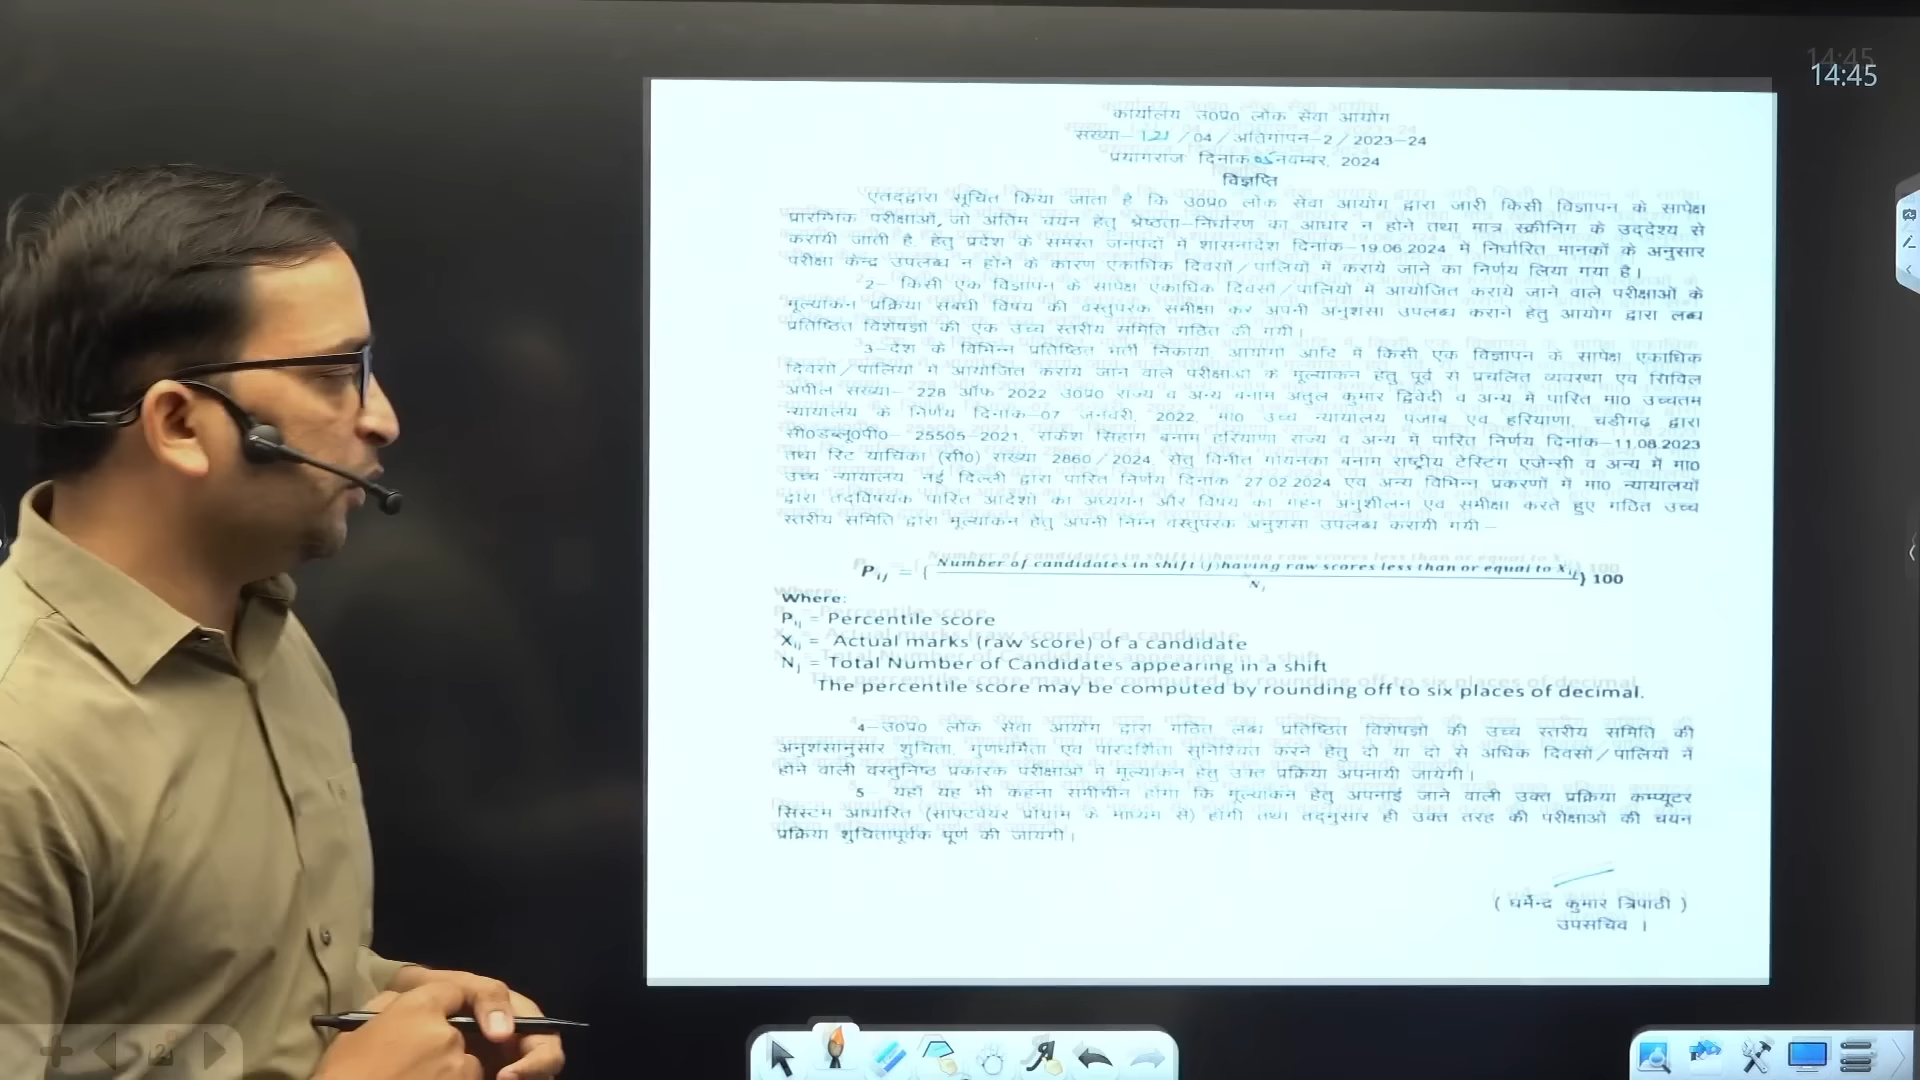 14:45
कार्यालय उ0प्र0 लोक सेवा आयोग
संख्या– 121 /04/अतिगोपन–2/2023–24
प्रयागराज दिनांक 05 नवम्बर, 2024
विज्ञप्ति
एतद्द्वारा सूचित किया जाता है कि उ0प्र0 लोक सेवा आयोग द्वारा जारी किसी विज्ञापन के सापेक्ष
प्रारम्भिक परीक्षाओं, जो अंतिम चयन हेतु श्रेष्ठता–निर्धारण का आधार न होने तथा मात्र स्क्रीनिंग के उद्देश्य से
करायी जाती है, हेतु प्रदेश के समस्त जनपदों में शासनादेश दिनांक–19.06.2024 में निर्धारित मानकों के अनुसार
परीक्षा केन्द्र उपलब्ध न होने के कारण एकाधिक दिवसों/पालियों में कराये जाने का निर्णय लिया गया है।
2– किसी एक विज्ञापन के सापेक्ष एकाधिक दिवसों/पालियों में आयोजित कराये जाने वाले परीक्षाओं के
मूल्यांकन प्रक्रिया संबंधी विषय की वस्तुपरक समीक्षा कर अपनी अनुशंसा उपलब्ध कराने हेतु आयोग द्वारा लब्ध
प्रतिष्ठित विशेषज्ञों की एक उच्च स्तरीय समिति गठित की गयी।
3–देश के विभिन्न प्रतिष्ठित भर्ती निकायों, आयोगों आदि में किसी एक विज्ञापन के सापेक्ष एकाधिक
दिवसों/पालियों में आयोजित कराये जाने वाले परीक्षाओं के मूल्यांकन हेतु पूर्व से प्रचलित व्यवस्था एवं सिविल
अपील संख्या– 228 ऑफ 2022 उ0प्र0 राज्य व अन्य बनाम अतुल कुमार द्विवेदी व अन्य में पारित मा0 उच्चतम
न्यायालय के निर्णय दिनांक–07 जनवरी, 2022, मा0 उच्च न्यायालय पंजाब एवं हरियाणा, चंडीगढ़ द्वारा
सी0डब्लू0पी0– 25505–2021, राकेश सिहाग बनाम हरियाणा राज्य व अन्य में पारित निर्णय दिनांक–11.08.2023
तथा रिट याचिका (सी0) संख्या 2860/2024, सेतु विनीत गोयनका बनाम राष्ट्रीय टेस्टिंग एजेन्सी व अन्य में मा0
उच्च न्यायालय नई दिल्ली द्वारा पारित निर्णय दिनांक 27.02.2024 एवं अन्य विभिन्न प्रकरणों में मा0 न्यायालयों
द्वारा तद्विषयक पारित आदेशों का अध्ययन और विषय का गहन अनुशीलन एवं समीक्षा करते हुए गठित उच्च
स्तरीय समिति द्वारा मूल्यांकन हेतु अपनी निम्न वस्तुपरक अनुशंसा उपलब्ध करायी गयी –
Pij = { Number of candidates in shift (j) having raw scores less than or equal to Xij / Nj } 100
Where:
Pij = Percentile score
Xij = Actual marks (raw score) of a candidate
Nj = Total Number of Candidates appearing in a shift
The percentile score may be computed by rounding off to six places of decimal.
4–उ0प्र0 लोक सेवा आयोग द्वारा गठित लब्ध प्रतिष्ठित विशेषज्ञों की उच्च स्तरीय समिति की
अनुशंसानुसार शुचिता, गुणधर्मिता एवं पारदर्शिता सुनिश्चित करने हेतु दो या दो से अधिक दिवसों/पालियों में
होने वाली वस्तुनिष्ठ प्रकारक परीक्षाओं में मूल्यांकन हेतु उक्त प्रक्रिया अपनायी जायेगी।
5– यहाँ यह भी कहना समीचीन होगा कि मूल्यांकन हेतु अपनाई जाने वाली उक्त प्रक्रिया कम्प्यूटर
सिस्टम आधारित (साफ्टवेयर प्रोग्राम के माध्यम से) होगी तथा तद्नुसार ही उक्त तरह की परीक्षाओं की चयन
प्रक्रिया शुचितापूर्वक पूर्ण की जायेगी।
( धर्मेन्द्र कुमार त्रिपाठी )
उपसचिव ।
2